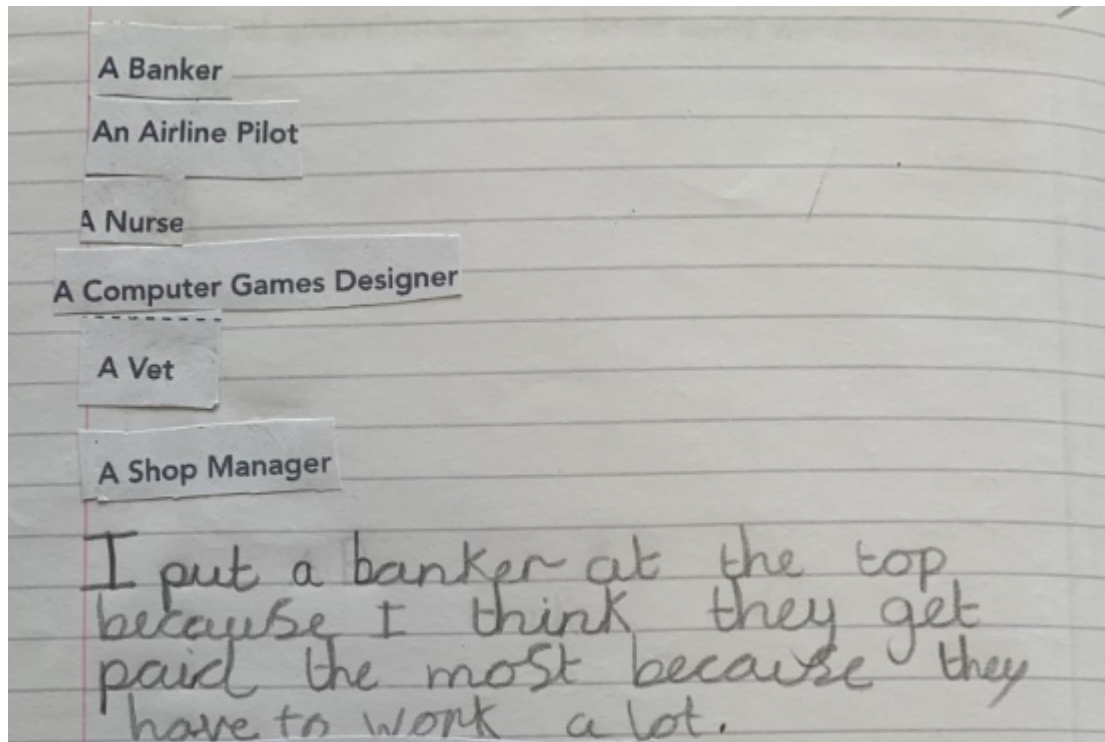 A Banker
An Airline Pilot
A Nurse
A Computer Games Designer
A Vet
A Shop Manager
I put a banker at the top
because I think they get
paid the most because they
have to work a lot.